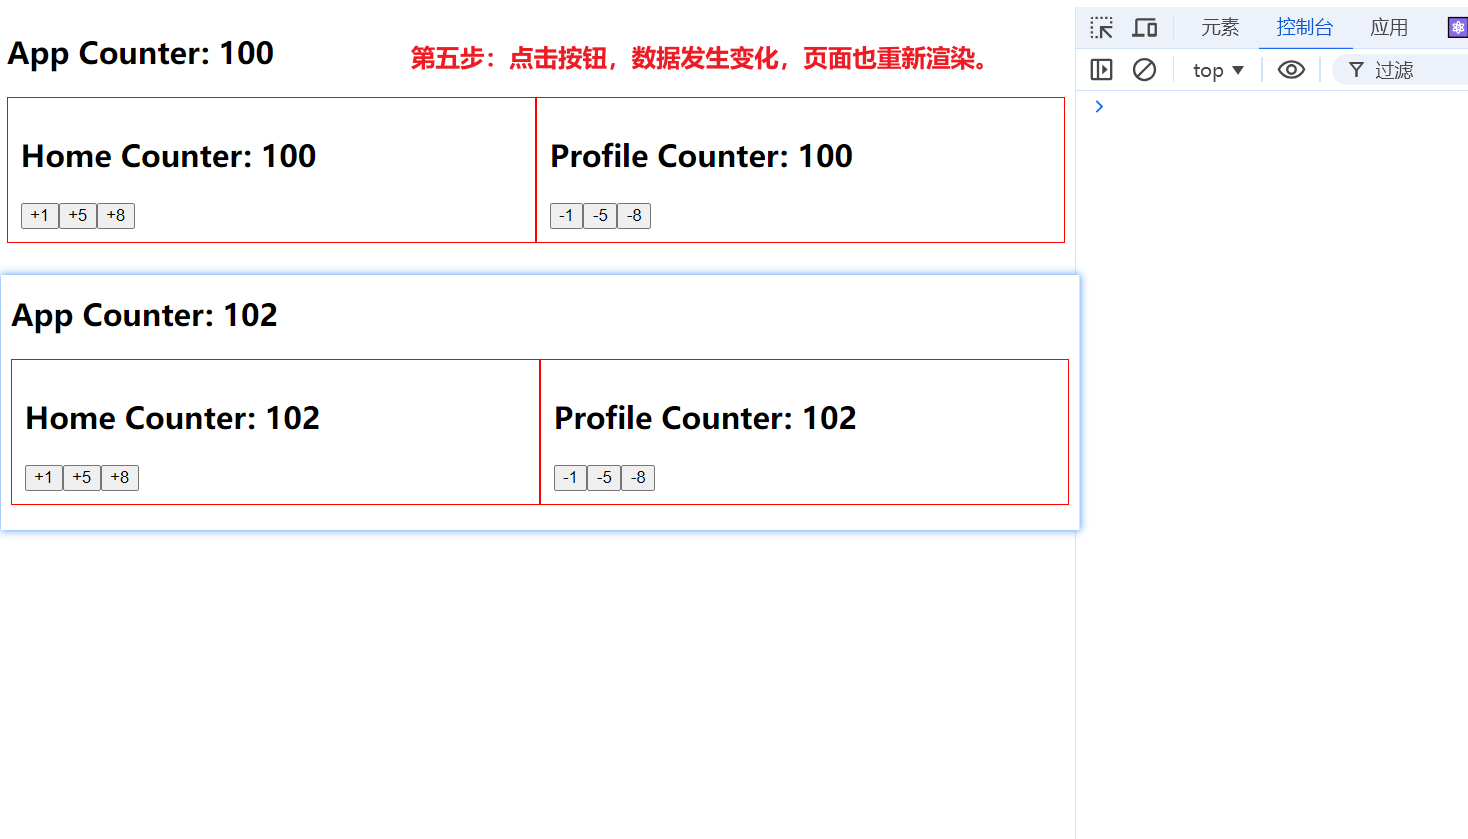 App Counter: 100
第五步：点击按钮，数据发生变化，页面也重新渲染。
Home Counter: 100
+1 +5 +8
Profile Counter: 100
-1 -5 -8
App Counter: 102
Home Counter: 102
+1 +5 +8
Profile Counter: 102
-1 -5 -8
元素 控制台 应用
top 过滤